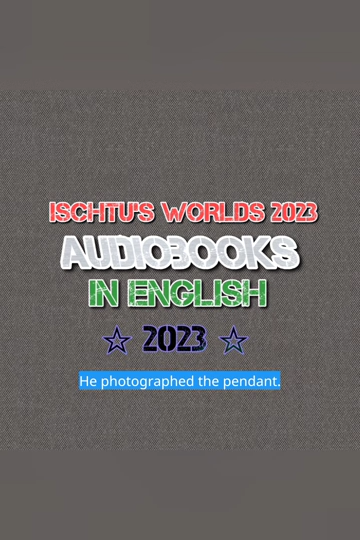 ISCHTU'S WORLDS 2023
AUDIOBOOKS
IN ENGLISH
☆ 2023 ☆
He photographed the pendant.